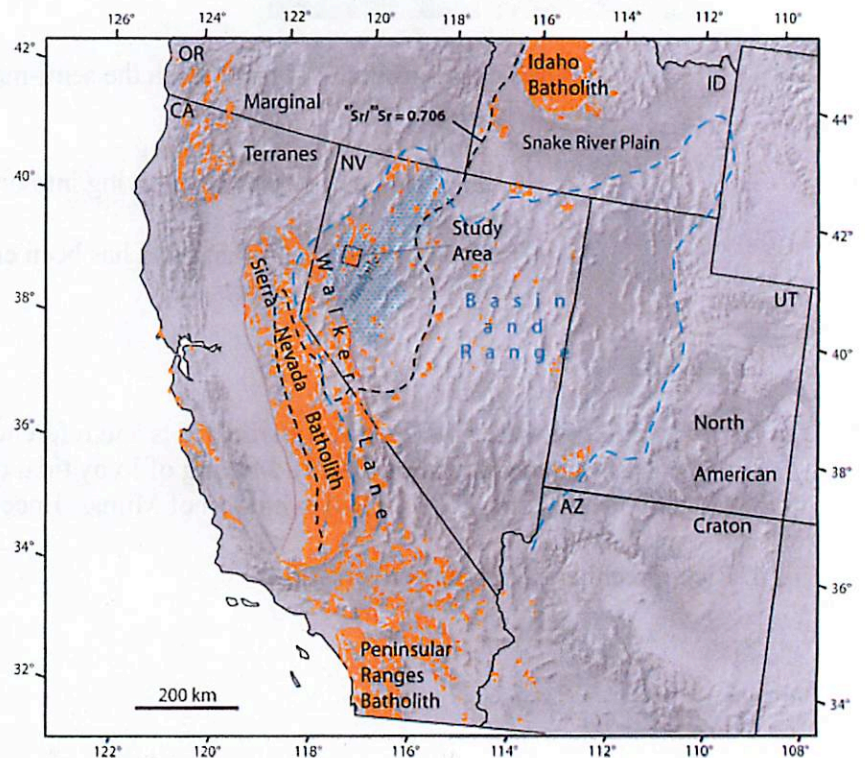 126°
124°
122°
120°
118°
116°
114°
112°
110°
42°
OR
Idaho
Batholith
ID
CA
Marginal
⁸⁷Sr/⁸⁶Sr = 0.706
44°
Snake River Plain
Terranes
NV
40°
Study
Area
42°
Walker Lane
Sierra Nevada Batholith
Basin
and
Range
38°
UT
40°
36°
North
American
38°
AZ
Craton
34°
36°
Peninsular
Ranges
Batholith
32°
200 km
34°
122°
120°
118°
116°
114°
112°
110°
108°